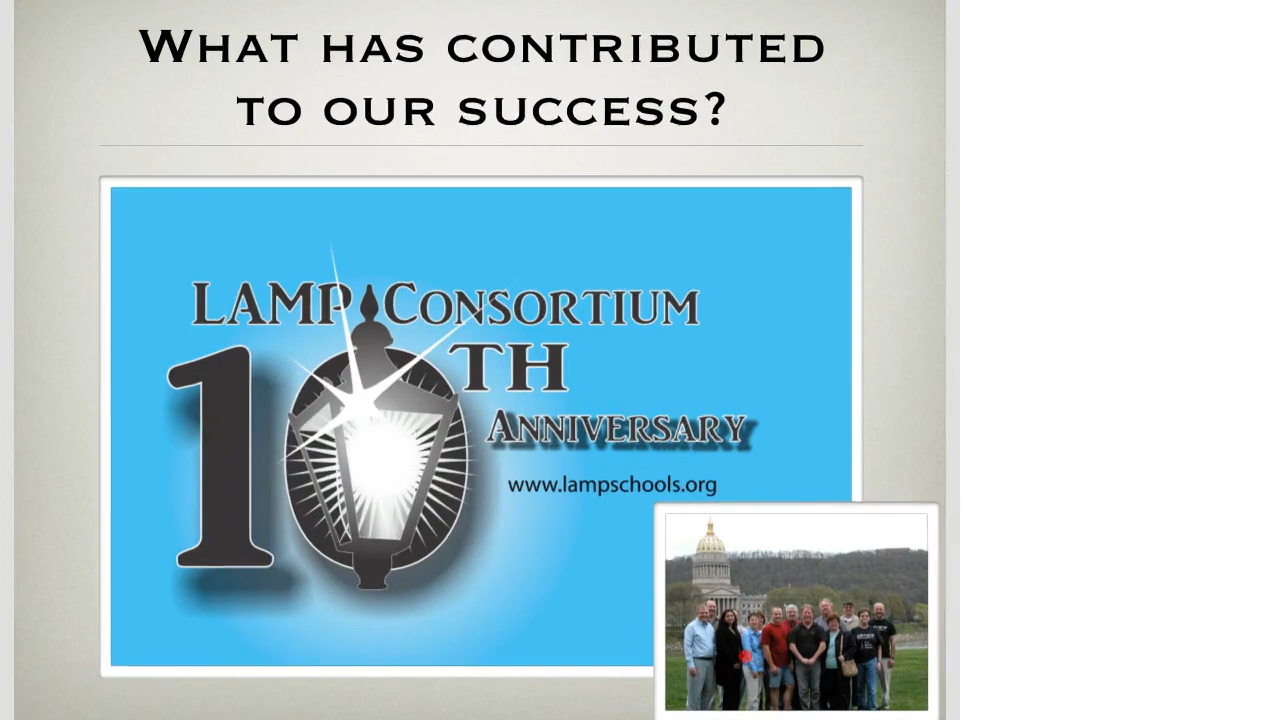 WHAT HAS CONTRIBUTED
TO OUR SUCCESS?
LAMP CONSORTIUM
10TH
ANNIVERSARY
www.lampschools.org